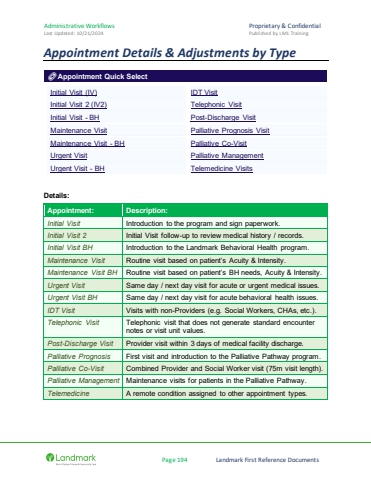 Administrative Workflows Proprietary & Confidential
Last Updated: 10/21/2024 Published by LML Training
Appointment Details & Adjustments by Type
Appointment Quick Select
Initial Visit (IV) IDT Visit
Initial Visit 2 (IV2) Telephonic Visit
Initial Visit - BH Post-Discharge Visit
Maintenance Visit Palliative Prognosis Visit
Maintenance Visit - BH Palliative Co-Visit
Urgent Visit Palliative Management
Urgent Visit - BH Telemedicine Visits
Details:
Appointment: Description:
Initial Visit Introduction to the program and sign paperwork.
Initial Visit 2 Initial Visit follow-up to review medical history / records.
Initial Visit BH Introduction to the Landmark Behavioral Health program.
Maintenance Visit Routine visit based on patient's Acuity & Intensity.
Maintenance Visit BH Routine visit based on patient's BH needs, Acuity & Intensity.
Urgent Visit Same day / next day visit for acute or urgent medical issues.
Urgent Visit BH Same day / next day visit for acute behavioral health issues.
IDT Visit Visits with non-Providers (e.g. Social Workers, CHAs, etc.).
Telephonic Visit Telephonic visit that does not generate standard encounter
notes or visit unit values.
Post-Discharge Visit Provider visit within 3 days of medical facility discharge.
Palliative Prognosis First visit and introduction to the Palliative Pathway program.
Palliative Co-Visit Combined Provider and Social Worker visit (75m visit length).
Palliative Management Maintenance visits for patients in the Palliative Pathway.
Telemedicine A remote condition assigned to other appointment types.
Landmark Page 194 Landmark First Reference Documents